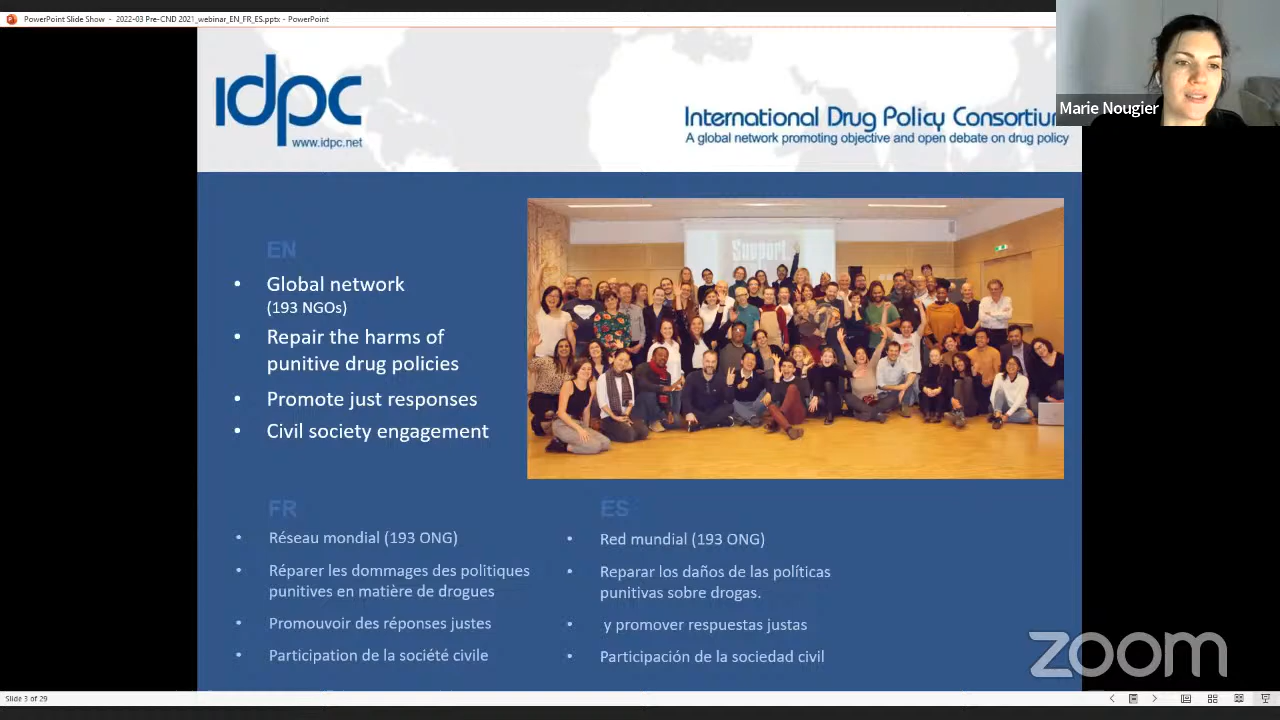 PowerPoint Slide Show - 2022-03 Pre-CND 2021_webinar_EN_FR_ES.pptx - PowerPoint
Marie Nougier
idpc
www.idpc.net
International Drug Policy Consortium
A global network promoting objective and open debate on drug policy
Support
EN
• Global network
(193 NGOs)
• Repair the harms of
punitive drug policies
• Promote just responses
• Civil society engagement
FR
• Réseau mondial (193 ONG)
• Réparer les dommages des politiques
punitives en matière de drogues
• Promouvoir des réponses justes
• Participation de la société civile
ES
• Red mundial (193 ONG)
• Reparar los daños de las políticas
punitivas sobre drogas.
• y promover respuestas justas
• Participación de la sociedad civil
zoom
Slide 3 of 29